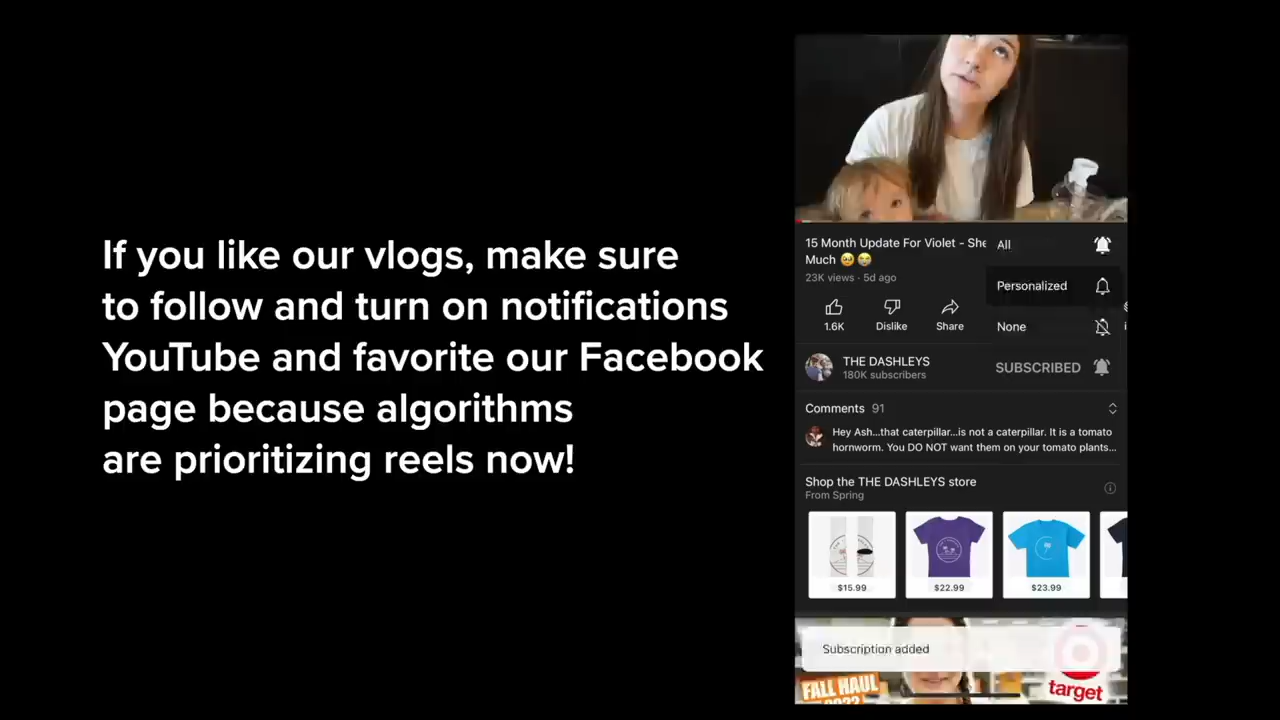 If you like our vlogs, make sure
to follow and turn on notifications
YouTube and favorite our Facebook
page because algorithms
are prioritizing reels now!
15 Month Update For Violet - She
Much 🥹😭
23K views · 5d ago
All
Personalized
None
1.6K
Dislike
Share
THE DASHLEYS
180K subscribers
SUBSCRIBED
Comments 91
Hey Ash...that caterpillar...is not a caterpillar. It is a tomato
hornworm. You DO NOT want them on your tomato plants...
Shop the THE DASHLEYS store
From Spring
$15.99
$22.99
$23.99
Subscription added
FALL HAUL
target